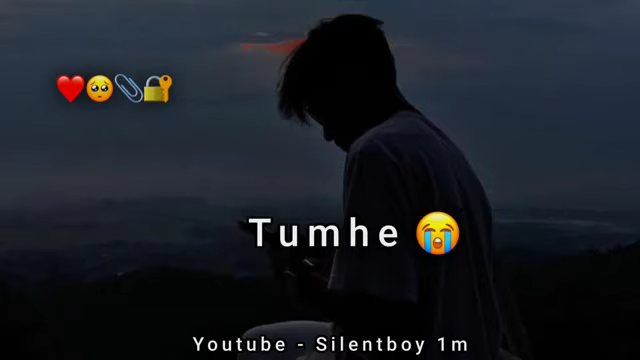 ❤️🥺📎🔐
Tumhe 😭
Youtube - Silentboy 1m